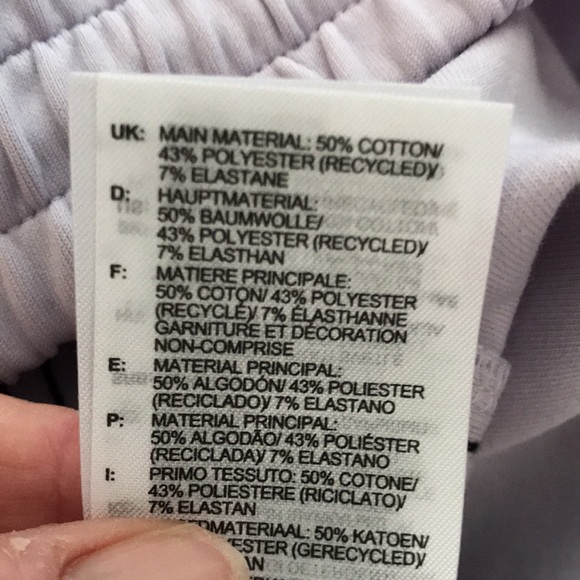 UK: MAIN MATERIAL: 50% COTTON/
43% POLYESTER (RECYCLED)/
7% ELASTANE
D: HAUPTMATERIAL:
50% BAUMWOLLE/
43% POLYESTER (RECYCLED)/
7% ELASTHAN
F: MATIERE PRINCIPALE:
50% COTON/ 43% POLYESTER
(RECYCLÉ)/ 7% ÉLASTHANNE
GARNITURE ET DÉCORATION
NON-COMPRISE
E: MATERIAL PRINCIPAL:
50% ALGODÓN/ 43% POLIESTER
(RECICLADO)/ 7% ELASTANO
P: MATERIAL PRINCIPAL:
50% ALGODÃO/ 43% POLIÉSTER
(RECICLADA)/ 7% ELASTANO
I: PRIMO TESSUTO: 50% COTONE/
43% POLIESTERE (RICICLATO)/
7% ELASTAN
50% KATOEN/
(GERECYCLED)/